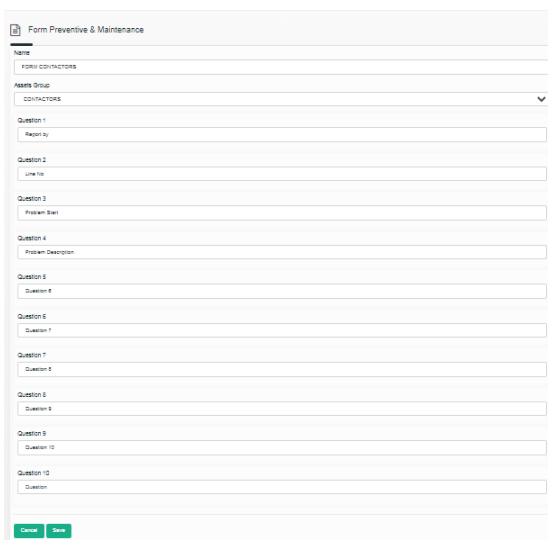 Form Preventive & Maintenance
Name
FORM CONTACTORS
Assets Group
CONTACTORS
Question 1
Report by
Question 2
Line No
Question 3
Problem Start
Question 4
Problem Description
Question 5
Question 6
Question 6
Question 7
Question 7
Question 8
Question 8
Question 9
Question 9
Question 10
Question 10
Question
Cancel Save